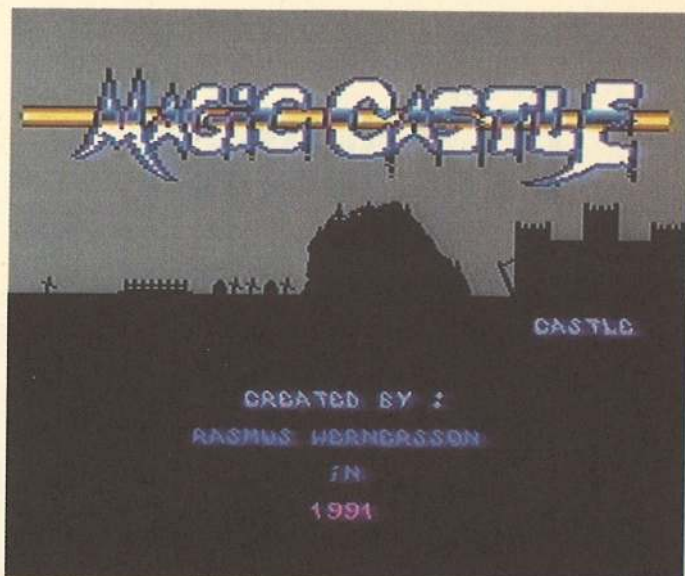 MAGiC CASTLE
CASTLE
CREATED BY :
RASMUS WERNERSSON
iN
1991